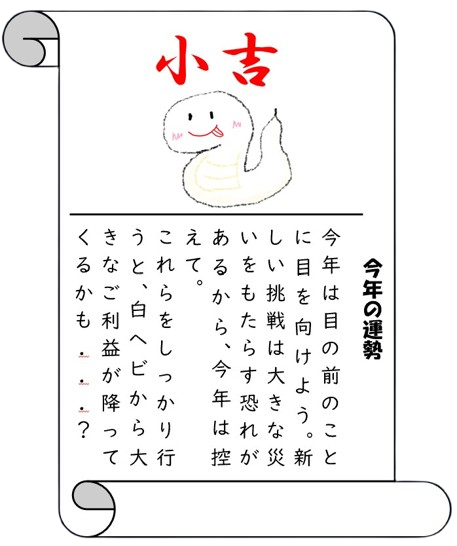 小吉
今年の運勢
今年は目の前のこと
に目を向けよう。新
しい挑戦は大きな災
いをもたらす恐れが
あるから、今年は控
えて。
これらをしっかり行
うと、白ヘビから大
きなご利益が降って
くるかも...？